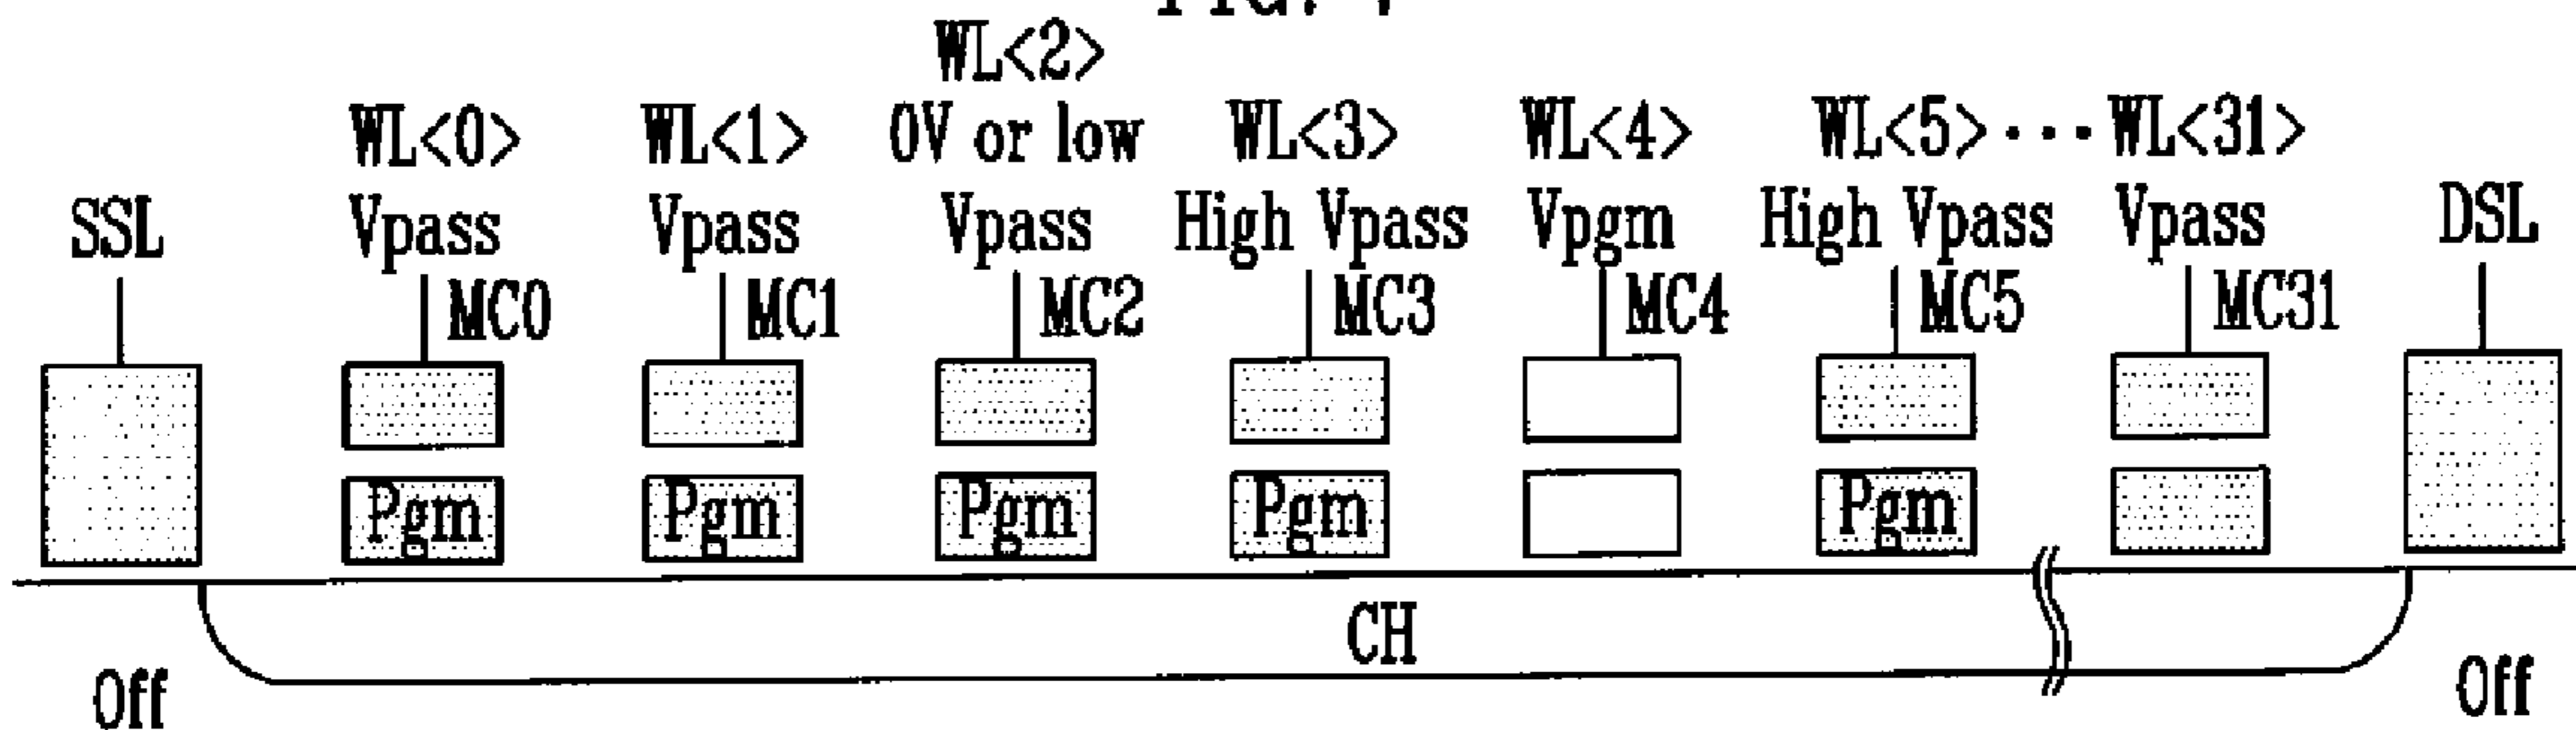 WL<2>
WL<0> WL<1> 0V or low WL<3> WL<4> WL<5> ··· WL<31>
SSL Vpass Vpass Vpass High Vpass Vpgm High Vpass Vpass DSL
MC0 MC1 MC2 MC3 MC4 MC5 MC31
Pgm Pgm Pgm Pgm Pgm
CH
Off Off